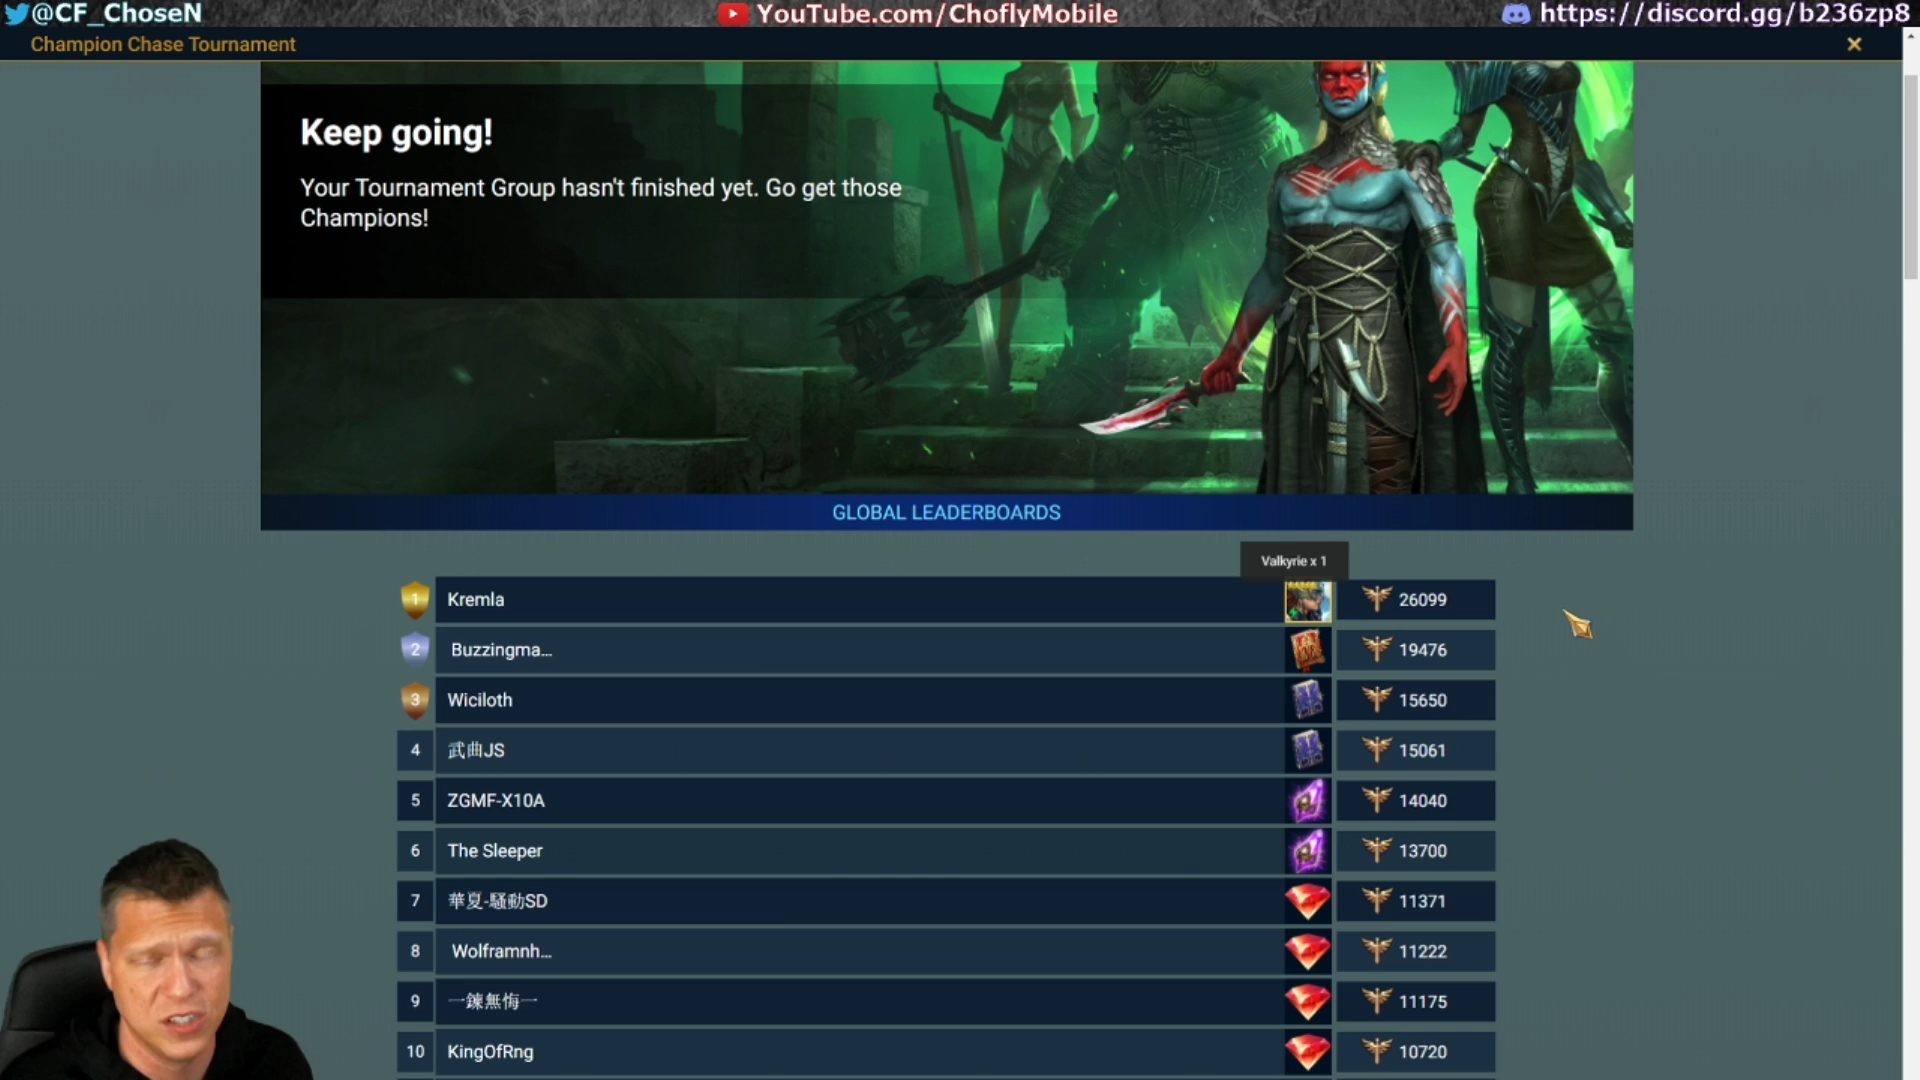 @CF_ChoseN
YouTube.com/ChoflyMobile
https://discord.gg/b236zp8
Champion Chase Tournament
Keep going!
Your Tournament Group hasn't finished yet. Go get those
Champions!
GLOBAL LEADERBOARDS
Valkyrie x 1
1 Kremla 26099
2 Buzzingma... 19476
3 Wiciloth 15650
4 武曲JS 15061
5 ZGMF-X10A 14040
6 The Sleeper 13700
7 華夏-騷動SD 11371
8 Wolframnh... 11222
9 一鍊無悔一 11175
10 KingOfRng 10720